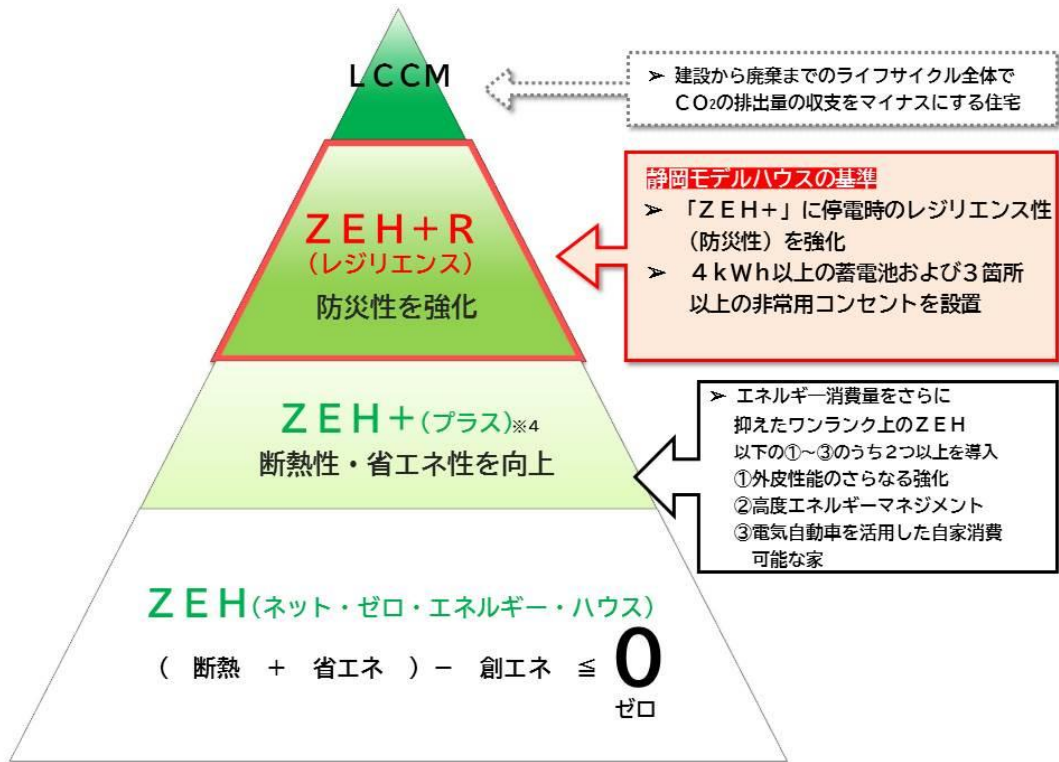 LCCM
➢ 建設から廃棄までのライフサイクル全体で
CO₂の排出量の収支をマイナスにする住宅
ZEH+R
(レジリエンス)
防災性を強化
静岡モデルハウスの基準
➢ 「ZEH+」に停電時のレジリエンス性
(防災性)を強化
➢ 4kWh以上の蓄電池および3箇所
以上の非常用コンセントを設置
ZEH+(プラス)※4
断熱性・省エネ性を向上
➢ エネルギー消費量をさらに
抑えたワンランク上のZEH
以下の①~③のうち2つ以上を導入
①外皮性能のさらなる強化
②高度エネルギーマネジメント
③電気自動車を活用した自家消費
可能な家
ZEH(ネット・ゼロ・エネルギー・ハウス)
( 断熱 + 省エネ )- 創エネ ≦ 0
ゼロ